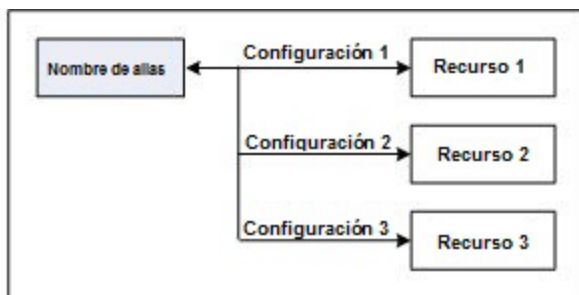 Nombre de alias
Configuración 1
Recurso 1
Configuración 2
Recurso 2
Configuración 3
Recurso 3